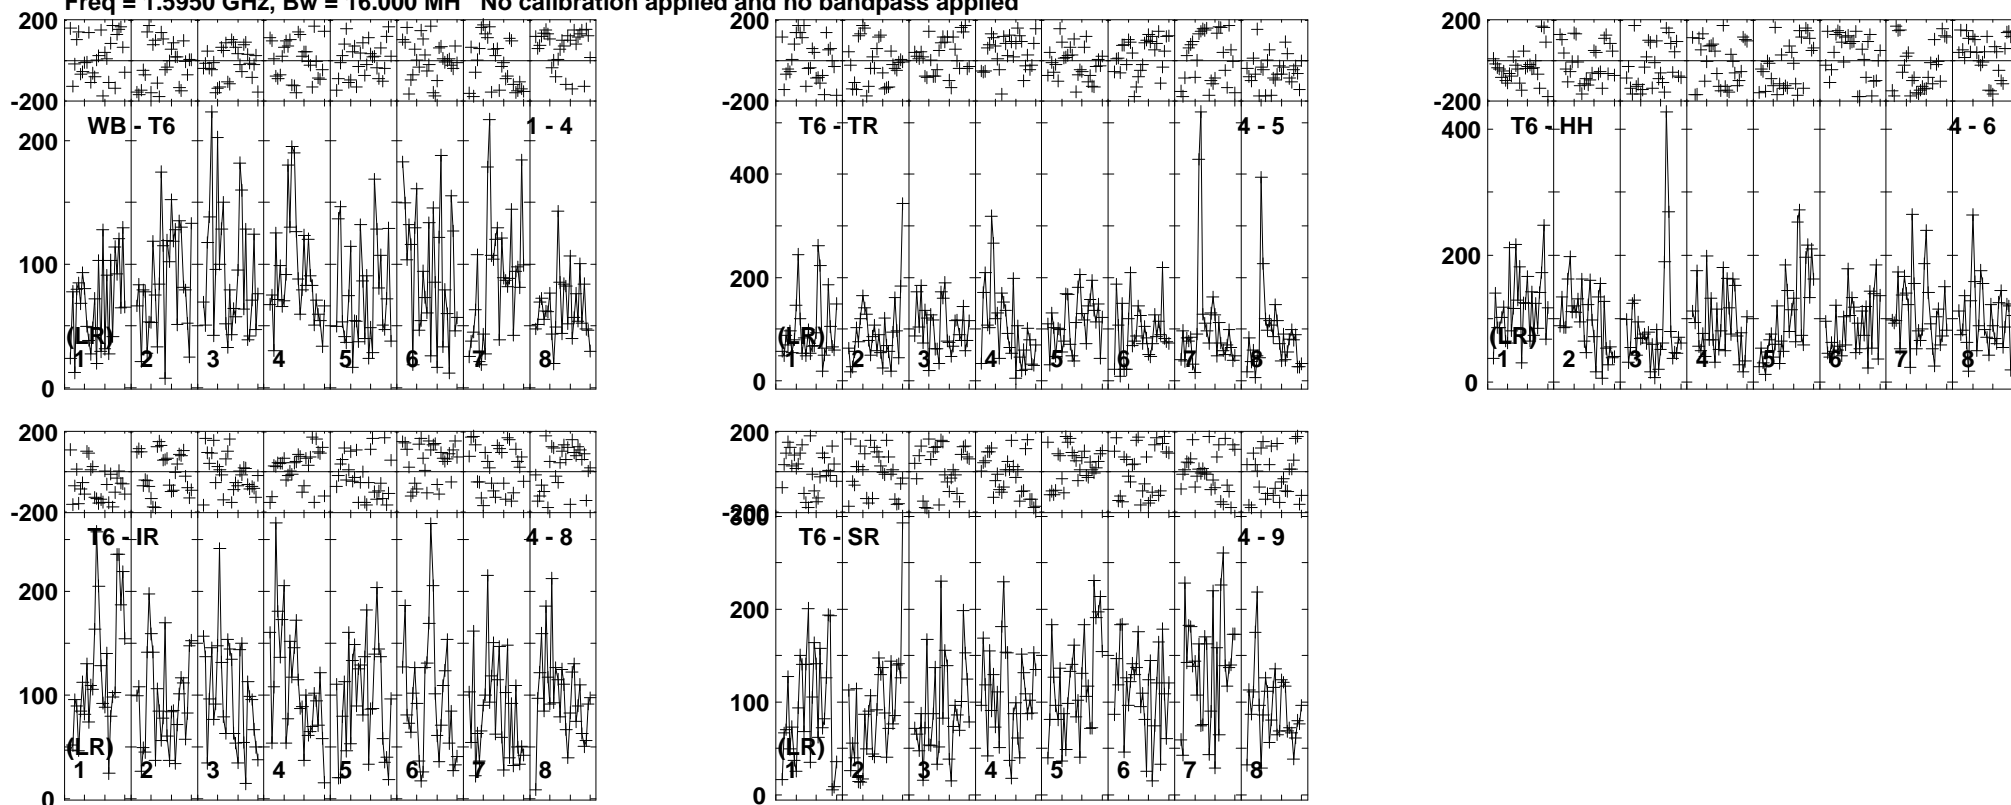 Freq = 1.5950 GHz, Bw = 16.000 MH No calibration applied and no bandpass applied
200
-200
WB - T6
1 - 4
200
100
0
(LR)
1 2 3 4 5 6 7 8
200
-200
T6 - TR
4 - 5
400
200
0
(LR)
1 2 3 4 5 6 7 8
200
-200
T6 - HH
4 - 6
400
200
0
(LR)
1 2 3 4 5 6 7 8
200
-200
T6 - IR
4 - 8
200
100
0
(LR)
1 2 3 4 5 6 7 8
200
-200
300
T6 - SR
4 - 9
200
100
0
(LR)
1 2 3 4 5 6 7 8